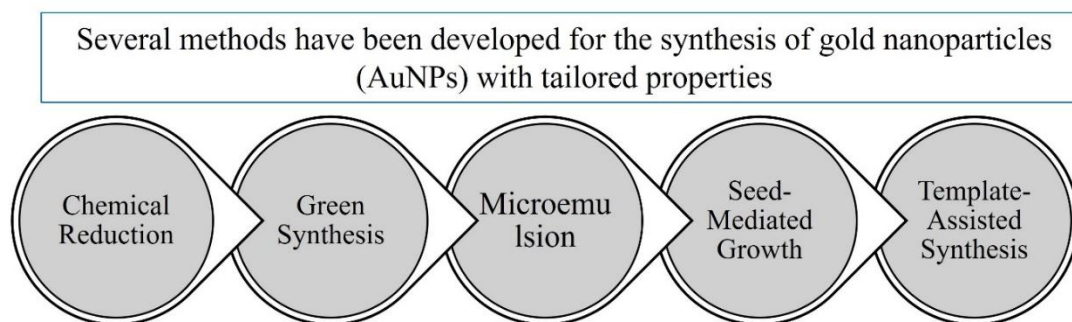 Several methods have been developed for the synthesis of gold nanoparticles
(AuNPs) with tailored properties
Chemical
Reduction
Green
Synthesis
Microemu
lsion
Seed-
Mediated
Growth
Template-
Assisted
Synthesis